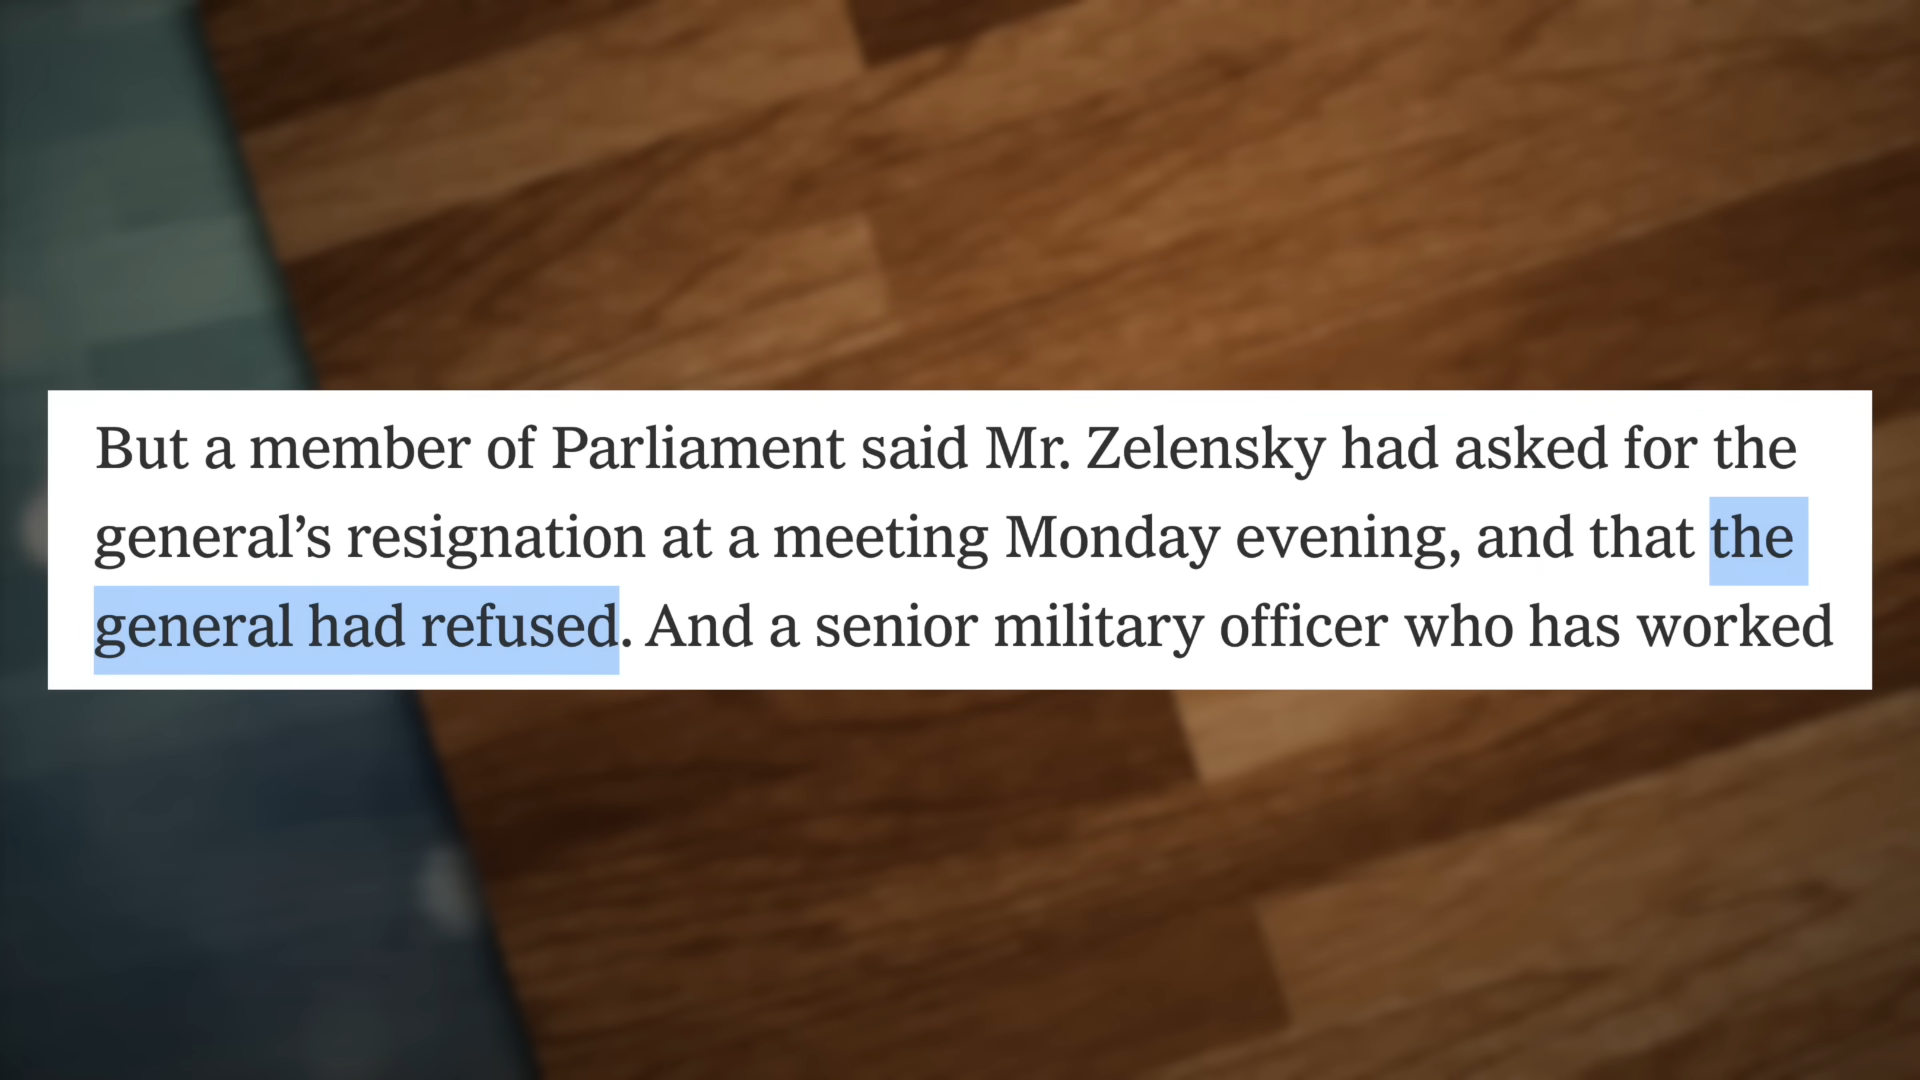 But a member of Parliament said Mr. Zelensky had asked for the
general’s resignation at a meeting Monday evening, and that the
general had refused. And a senior military officer who has worked